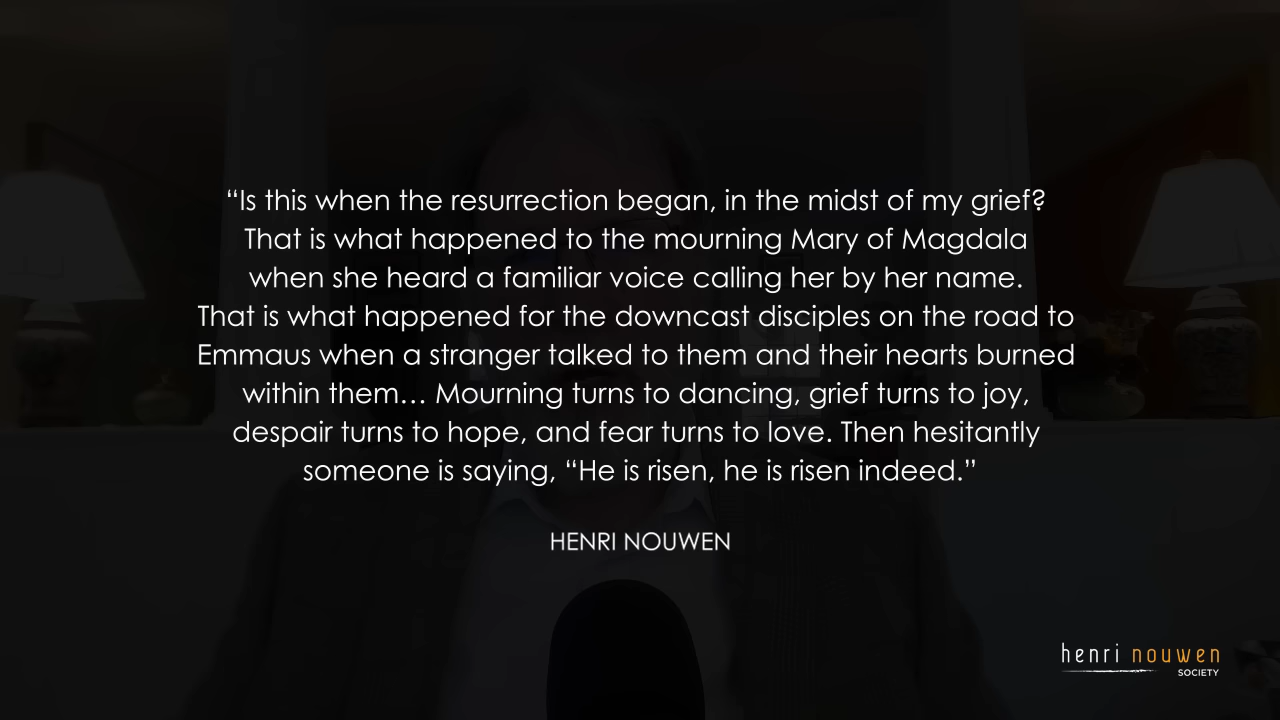 “Is this when the resurrection began, in the midst of my grief?
That is what happened to the mourning Mary of Magdala
when she heard a familiar voice calling her by her name.
That is what happened for the downcast disciples on the road to
Emmaus when a stranger talked to them and their hearts burned
within them… Mourning turns to dancing, grief turns to joy,
despair turns to hope, and fear turns to love. Then hesitantly
someone is saying, “He is risen, he is risen indeed.”
HENRI NOUWEN
henri nouwen
SOCIETY